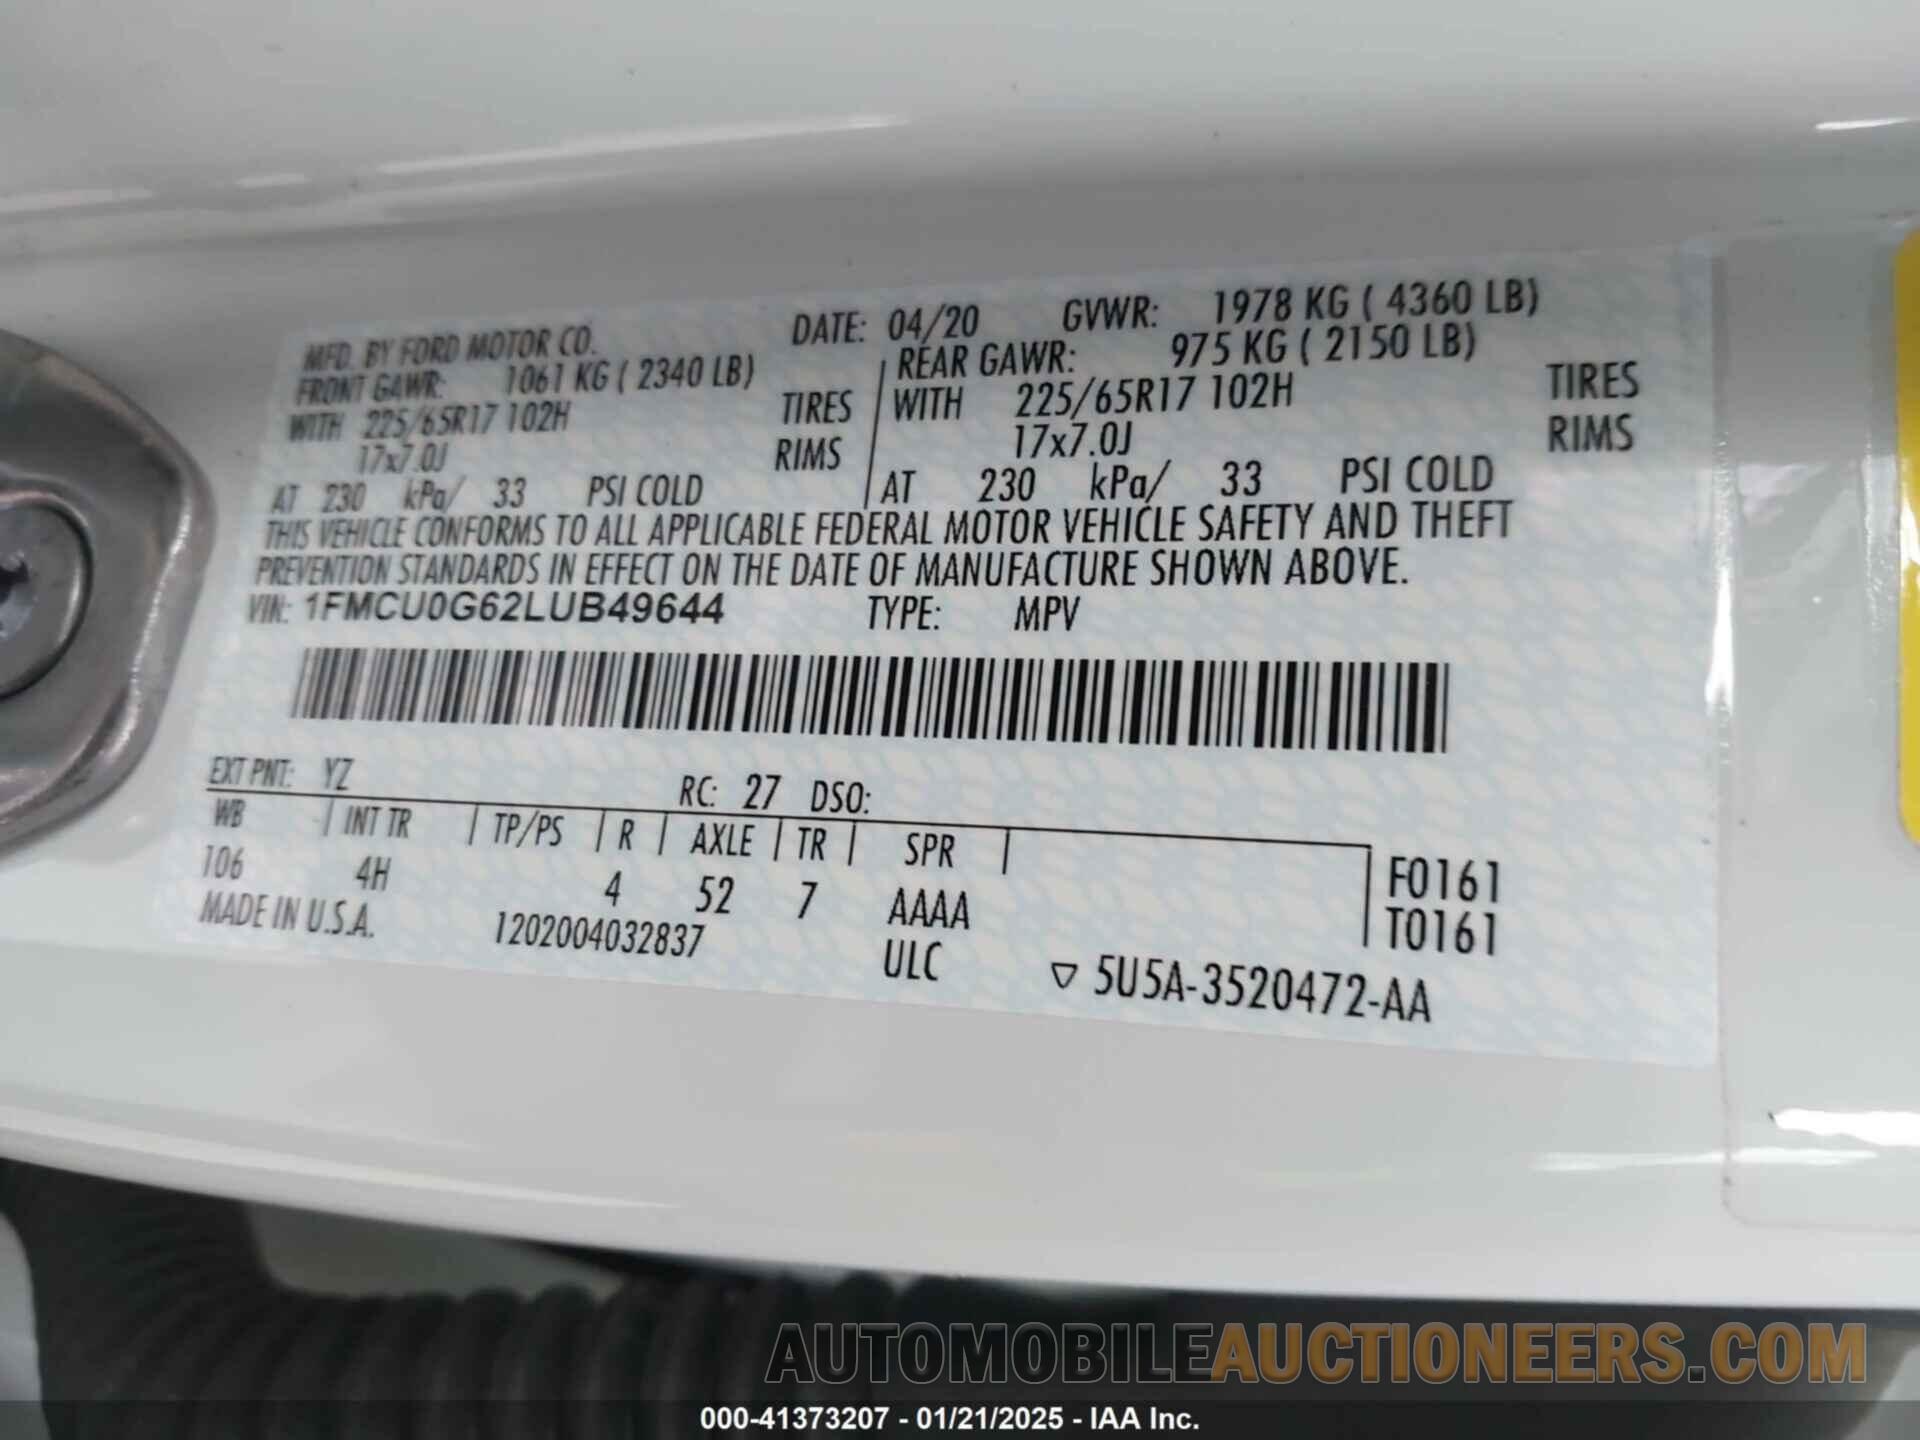 MFD. BY FORD MOTOR CO. DATE: 04/20 GVWR: 1978 KG ( 4360 LB)
FRONT GAWR: 1061 KG ( 2340 LB) REAR GAWR: 975 KG ( 2150 LB)
WITH 225/65R17 102H TIRES WITH 225/65R17 102H TIRES
17x7.0J RIMS 17x7.0J RIMS
AT 230 kPa/ 33 PSI COLD AT 230 kPa/ 33 PSI COLD
THIS VEHICLE CONFORMS TO ALL APPLICABLE FEDERAL MOTOR VEHICLE SAFETY AND THEFT
PREVENTION STANDARDS IN EFFECT ON THE DATE OF MANUFACTURE SHOWN ABOVE.
VIN: 1FMCU0G62LUB49644 TYPE: MPV
EXT PNT: YZ RC: 27 DSO:
WB INT TR TP/PS R AXLE TR SPR
106 4H 4 52 7 AAAA F0161
MADE IN U.S.A. 1202004032837 ULC T0161
▽ 5U5A-3520472-AA
AUTOMOBILEAUCTIONEERS.COM
000-41373207 - 01/21/2025 - IAA Inc.